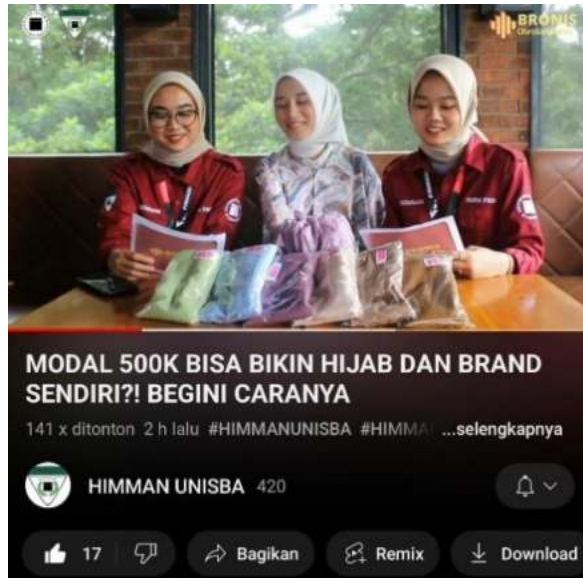 BRONIS
MODAL 500K BISA BIKIN HIJAB DAN BRAND
SENDIRI?! BEGINI CARANYA
141 x ditonton 2 h lalu #HIMMANUNISBA #HIMMA ...selengkapnya
HIMMAN UNISBA 420
17 Bagikan Remix Download